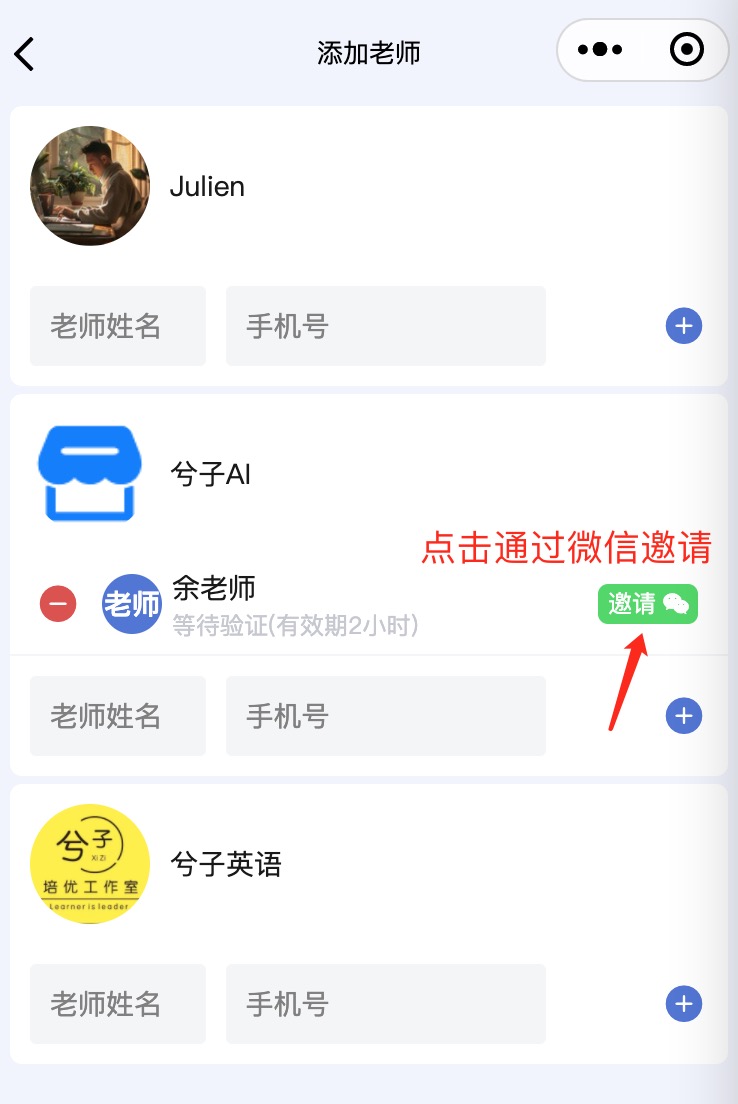 添加老师
Julien
老师姓名 手机号
兮子AI
点击通过微信邀请
老师 余老师 邀请
等待验证(有效期2小时)
老师姓名 手机号
兮子
XiZi
培优工作室
Learner is leader
兮子英语
老师姓名 手机号